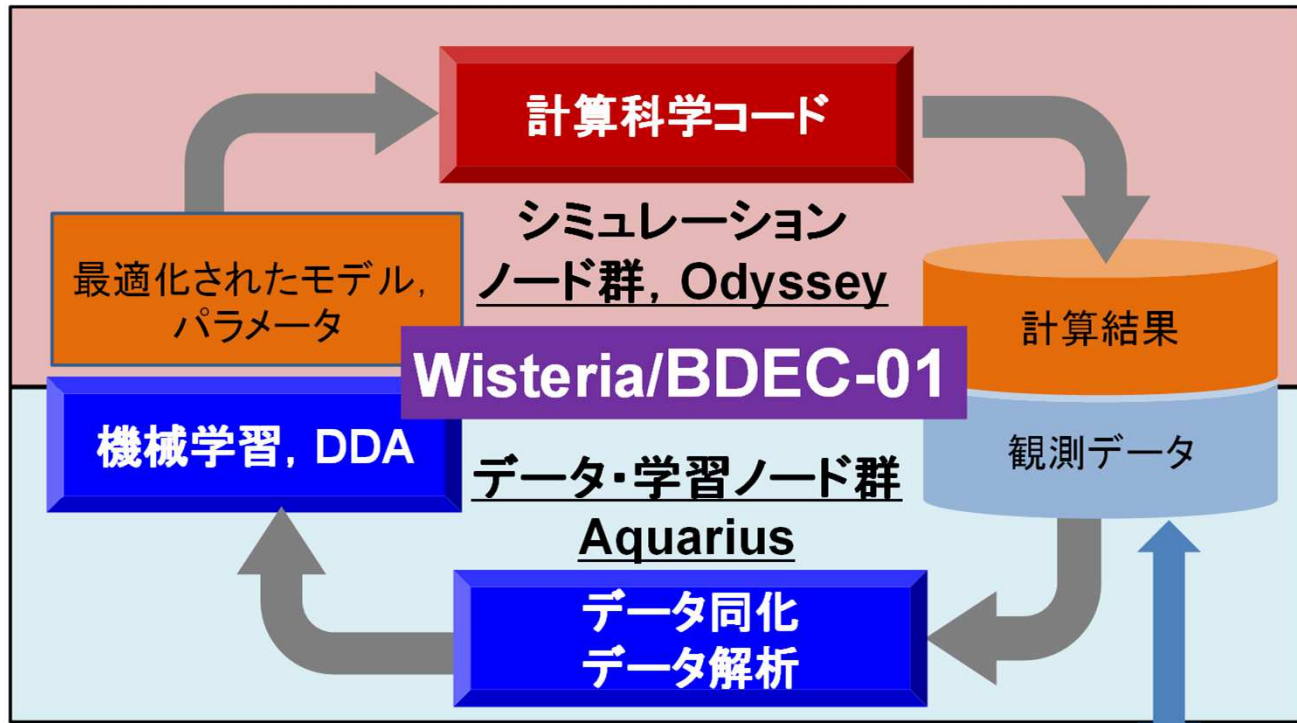 計算科学コード
シミュレーション
ノード群, Odyssey
最適化されたモデル,
パラメータ
計算結果
Wisteria/BDEC-01
機械学習, DDA
観測データ
データ・学習ノード群
Aquarius
データ同化
データ解析